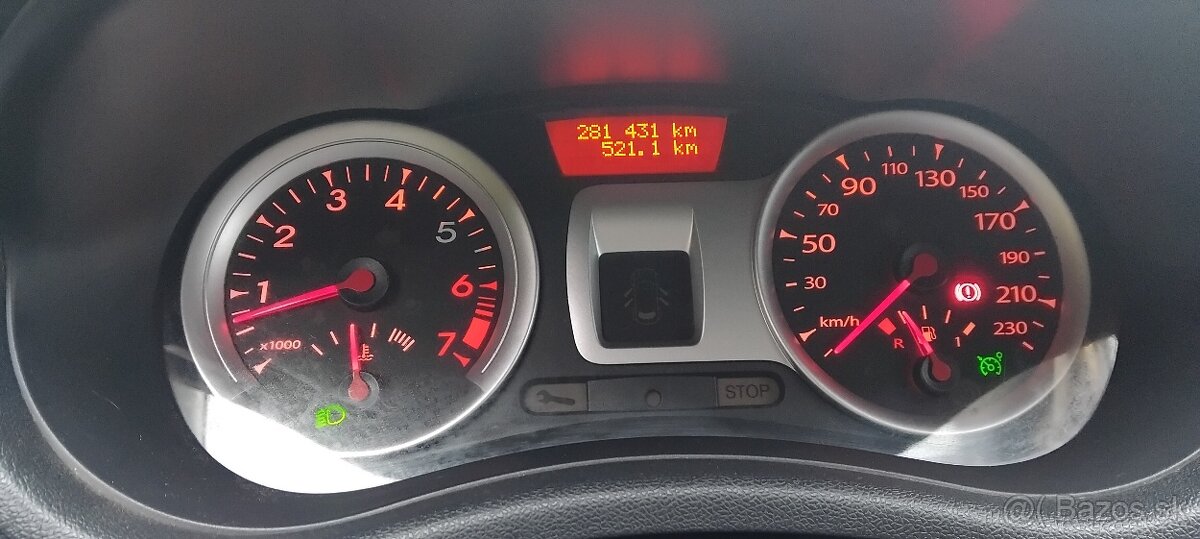 281 431 km
521.1 km
1 2 3 4 5 6 7
x1000
30 50 70 90 110 130 150 170 190 210 230
km/h
R 1
STOP
@( Bazos.sk